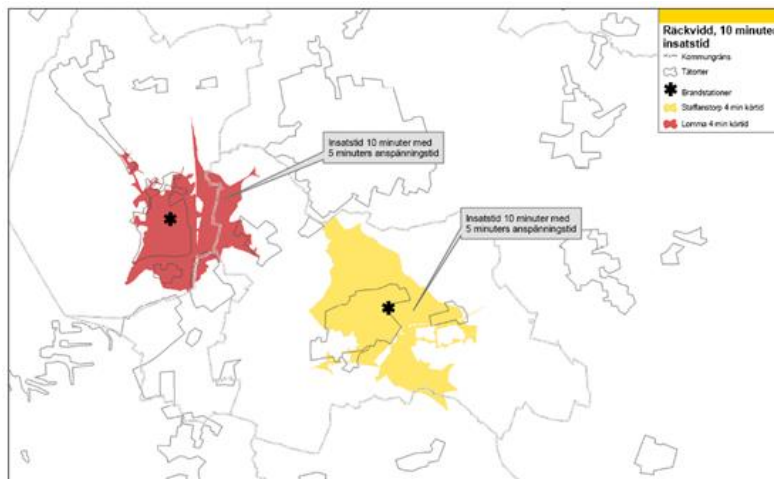 Räckvidd, 10 minuter
insatstid
Kommungräns
Tätorter
Brandstationer
Staffanstorp 4 min körtid
Lomma 4 min körtid
Insatstid 10 minuter med
5 minuters anspänningstid
Insatstid 10 minuter med
5 minuters anspänningstid